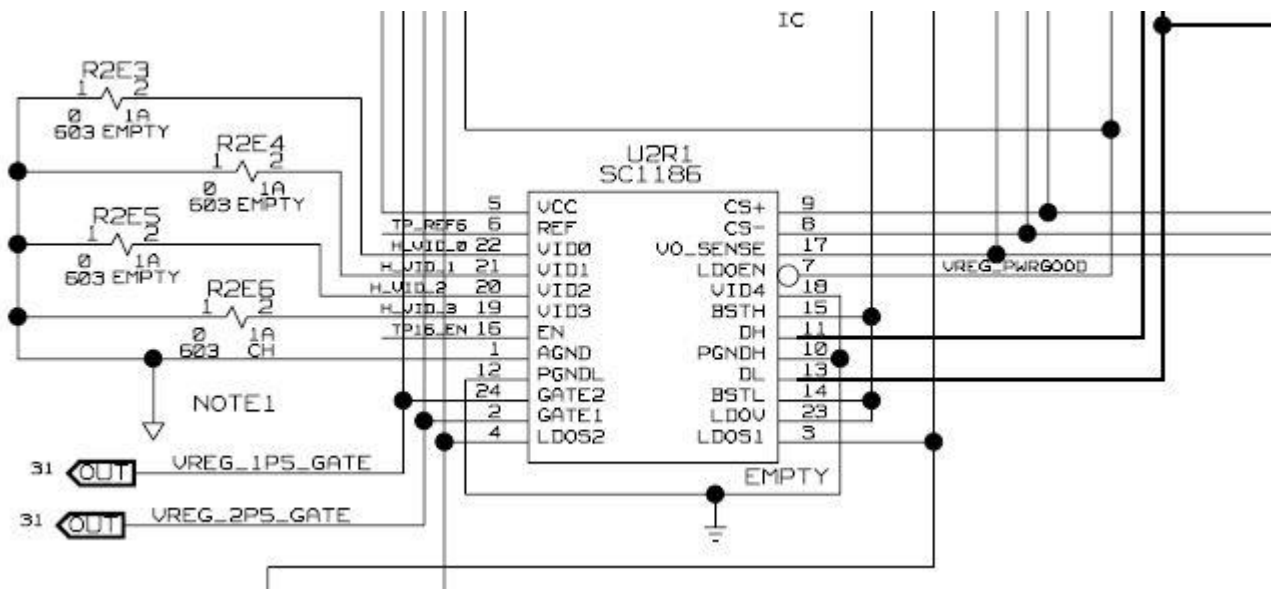 IC
R2E3
1 2
0 1A
603 EMPTY
R2E4
1 2
0 1A
603 EMPTY
R2E5
1 2
0 1A
603 EMPTY
R2E6
1 2
0 1A
603 CH
NOTE1
U2R1
SC1186
5 VCC CS+ 9
TP_REF6 6 REF CS- 8
H_VID_0 22 VID0 VO_SENSE 17
H_VID_1 21 VID1 LDOEN 7 VREG_PWRGOOD
H_VID_2 20 VID2 VID4 18
H_VID_3 19 VID3 BSTH 15
TP16_EN 16 EN DH 11
1 AGND PGNDH 10
12 PGNDL DL 13
24 GATE2 BSTL 14
2 GATE1 LDOV 23
4 LDOS2 LDOS1 3
EMPTY
31 OUT VREG_1P5_GATE
31 OUT VREG_2P5_GATE